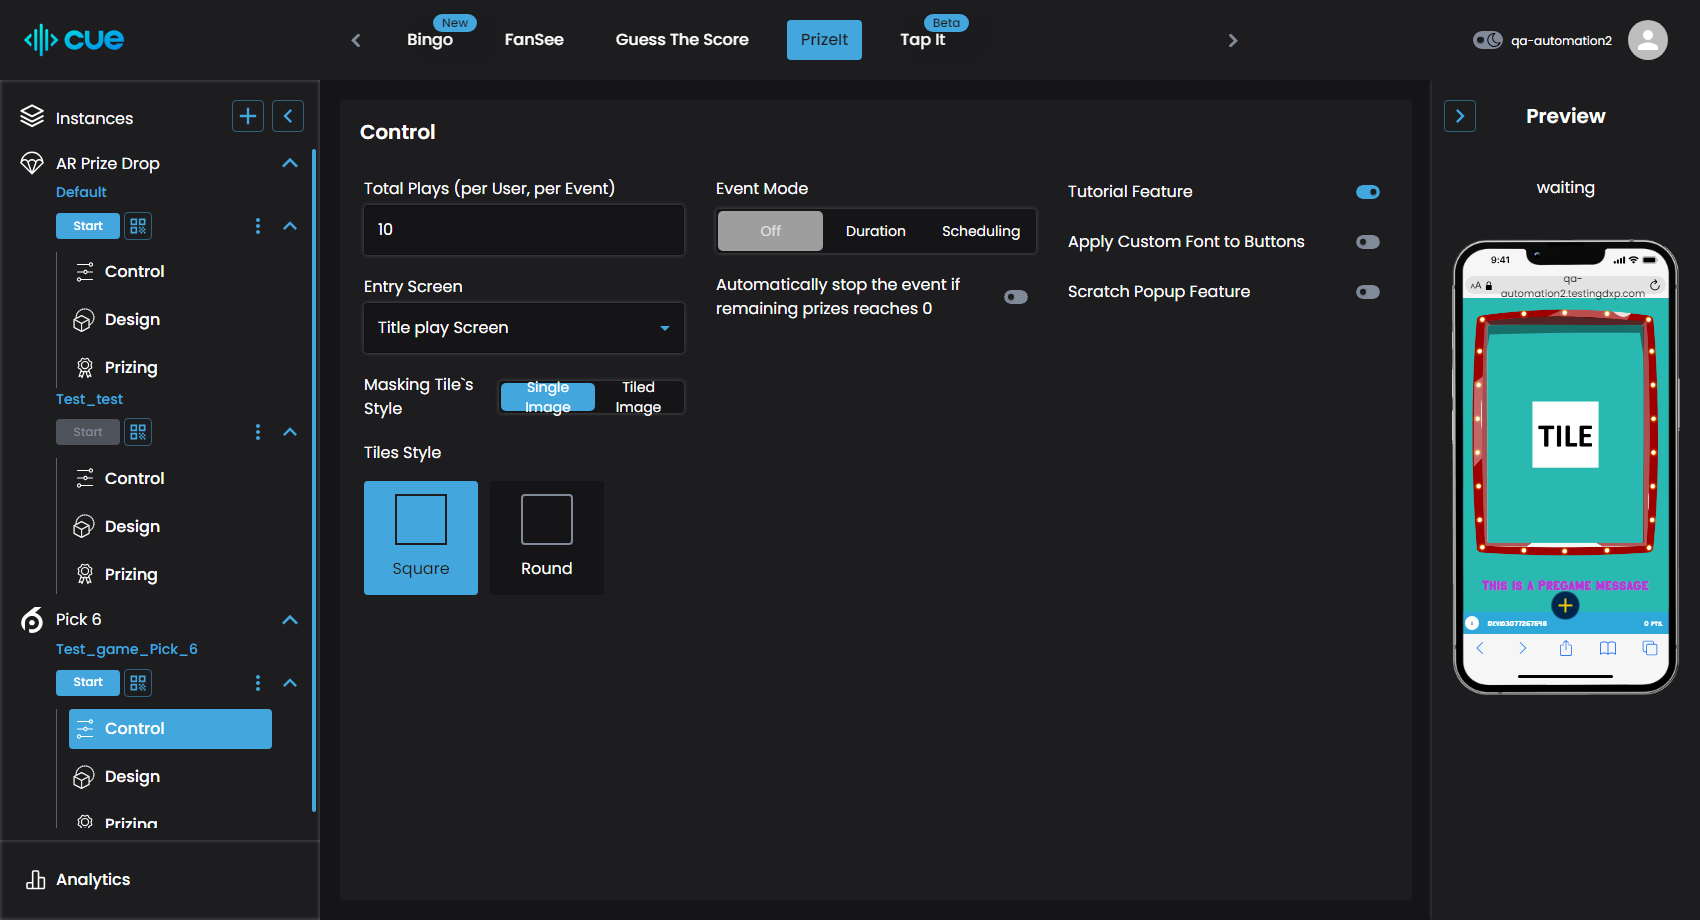 cue
New
Bingo
FanSee
Guess The Score
PrizeIt
Beta
Tap It
qa-automation2
Instances
AR Prize Drop
Default
Start
Control
Design
Prizing
Test_test
Start
Control
Design
Prizing
Pick 6
Test_game_Pick_6
Start
Control
Design
Prizing
Analytics
Control
Total Plays (per User, per Event)
10
Entry Screen
Title play Screen
Masking Tile`s
Style
Single
Image
Tiled
Image
Tiles Style
Square
Round
Event Mode
Off
Duration
Scheduling
Automatically stop the event if
remaining prizes reaches 0
Tutorial Feature
Apply Custom Font to Buttons
Scratch Popup Feature
Preview
waiting
9:41
AA
qa-
automation2.testingdxp.com
TILE
THIS IS A PREGAME MESSAGE
0 PTS.